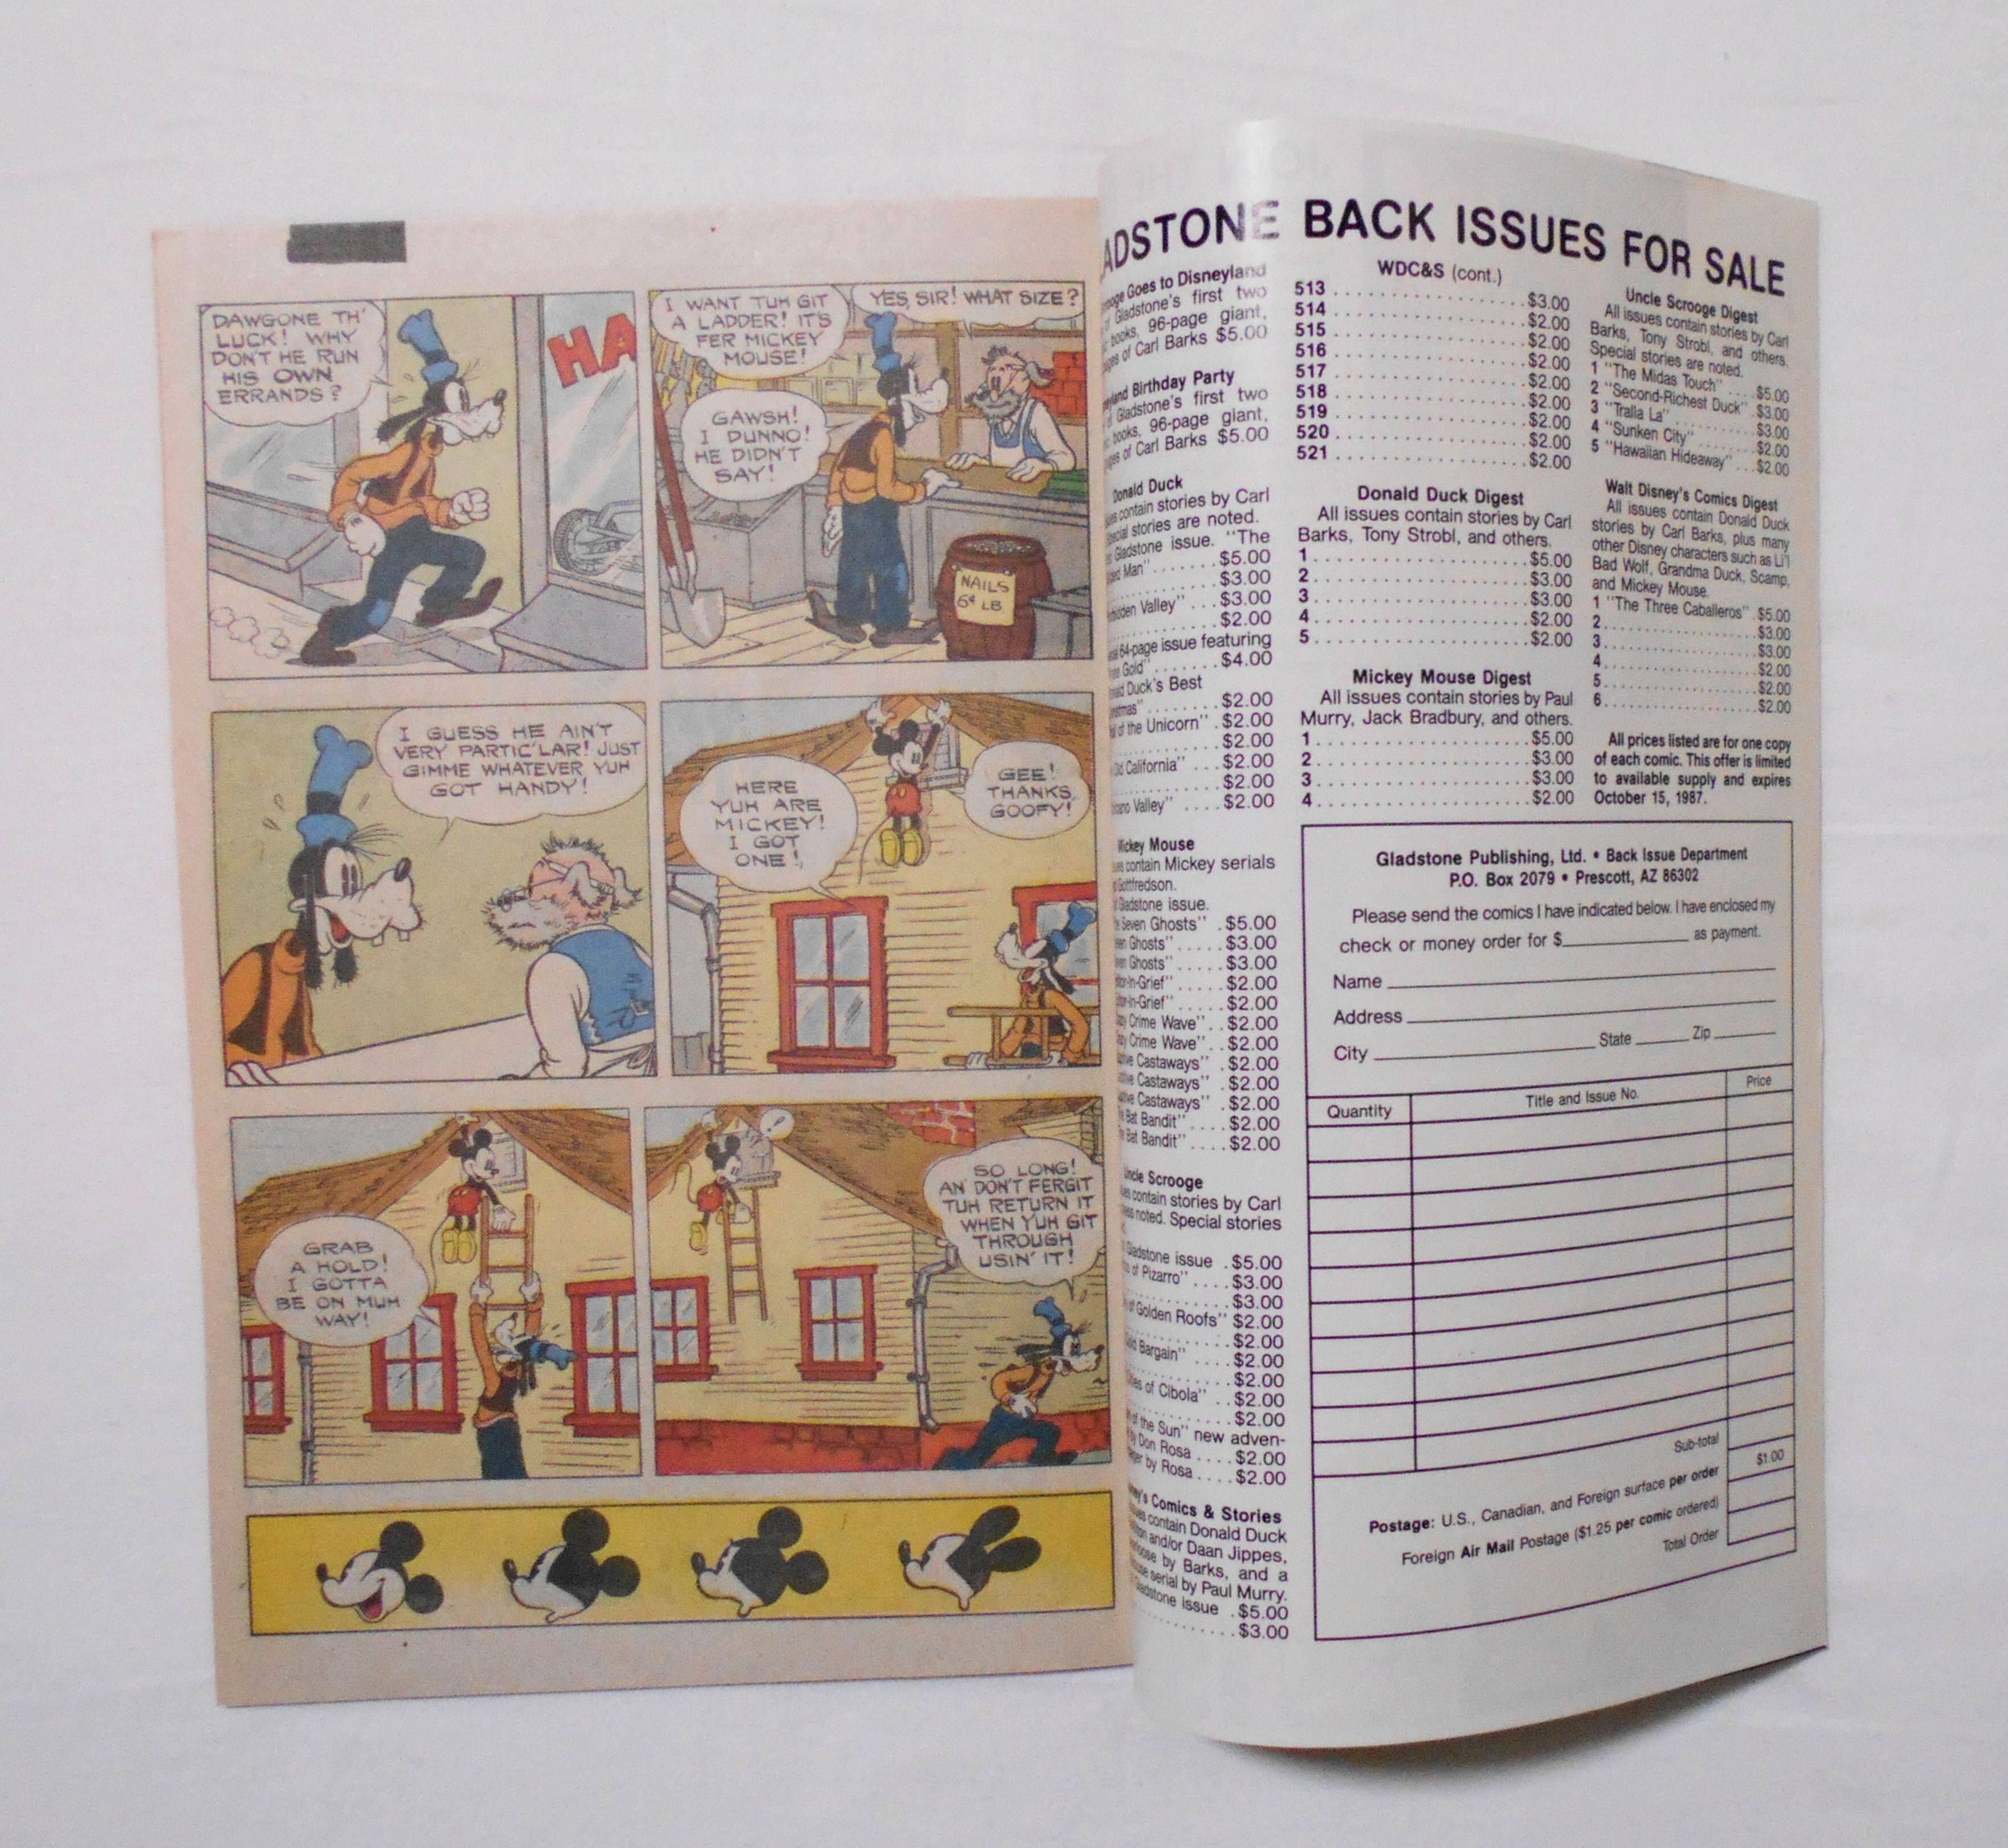 DAWGONE TH'
LUCK! WHY
DON'T HE RUN
HIS OWN
ERRANDS?
HA
I WANT TUH GIT
A LADDER! IT'S
FER MICKEY
MOUSE!
YES, SIR! WHAT SIZE?
GAWSH!
I DUNNO!
HE DIDN'T
SAY!
NAILS
6¢ LB.
I GUESS HE AIN'T
VERY PARTIC'LAR! JUST
GIMME WHATEVER YUH
GOT HANDY!
HERE
YUH ARE
MICKEY!
I GOT
ONE!
GEE!
THANKS,
GOOFY!
GRAB
A HOLD!
I GOTTA
BE ON MUH
WAY!
!
SO LONG!
AN' DON'T FERGIT
TUH RETURN IT
WHEN YUH GIT
THROUGH
USIN' IT!
ADSTONE BACK ISSUES FOR SALE
Goes to Disneyland
Gladstone's first two
books, 96-page giant,
of Carl Barks $5.00
Birthday Party
Gladstone's first two
books, 96-page giant,
of Carl Barks $5.00
Donald Duck
contain stories by Carl
Special stories are noted.
Gladstone issue. "The
Man" $5.00
$3.00
Valley" $3.00
$2.00
64-page issue featuring
Gold" $4.00
Duck's Best
$2.00
of the Unicorn" $2.00
$2.00
Old California" $2.00
$2.00
Valley" $2.00
Mickey Mouse
contain Mickey serials
Gottfredson.
Gladstone issue.
Seven Ghosts" $5.00
Ghosts" $3.00
Ghosts" $3.00
-In-Grief" $2.00
-In-Grief" $2.00
Crime Wave" $2.00
Crime Wave" $2.00
Castaways" $2.00
Castaways" $2.00
Castaways" $2.00
Bat Bandit" $2.00
Bat Bandit" $2.00
Uncle Scrooge
contain stories by Carl
noted. Special stories
Gladstone issue $5.00
of Pizarro" $3.00
$3.00
of Golden Roofs" $2.00
$2.00
Bargain" $2.00
$2.00
of Cibola" $2.00
$2.00
of the Sun" new adven-
by Don Rosa $2.00
by Rosa $2.00
Comics & Stories
contain Donald Duck
and/or Daan Jippes,
by Barks, and a
serial by Paul Murry.
Gladstone issue $5.00
$3.00
WDC&S (cont.)
513 $3.00
514 $2.00
515 $2.00
516 $2.00
517 $2.00
518 $2.00
519 $2.00
520 $2.00
521 $2.00
Donald Duck Digest
All issues contain stories by Carl
Barks, Tony Strobl, and others.
1 $5.00
2 $3.00
3 $3.00
4 $2.00
5 $2.00
Mickey Mouse Digest
All issues contain stories by Paul
Murry, Jack Bradbury, and others.
1 $5.00
2 $3.00
3 $3.00
4 $2.00
Uncle Scrooge Digest
All issues contain stories by Carl
Barks, Tony Strobl, and others.
Special stories are noted.
1 "The Midas Touch" $5.00
2 "Second-Richest Duck" $3.00
3 "Tralla La" $3.00
4 "Sunken City" $2.00
5 "Hawaiian Hideaway" $2.00
Walt Disney's Comics Digest
All issues contain Donald Duck
stories by Carl Barks, plus many
other Disney characters such as Li'l
Bad Wolf, Grandma Duck, Scamp,
and Mickey Mouse.
1 "The Three Caballeros" $5.00
2 $3.00
3 $3.00
4 $2.00
5 $2.00
6 $2.00
All prices listed are for one copy
of each comic. This offer is limited
to available supply and expires
October 15, 1987.
Gladstone Publishing, Ltd. • Back Issue Department
P.O. Box 2079 • Prescott, AZ 86302
Please send the comics I have indicated below. I have enclosed my
check or money order for $ as payment.
Name
Address
City State Zip
Quantity Title and Issue No. Price
Sub-total
Postage: U.S., Canadian, and Foreign surface per order $1.00
Foreign Air Mail Postage ($1.25 per comic ordered)
Total Order